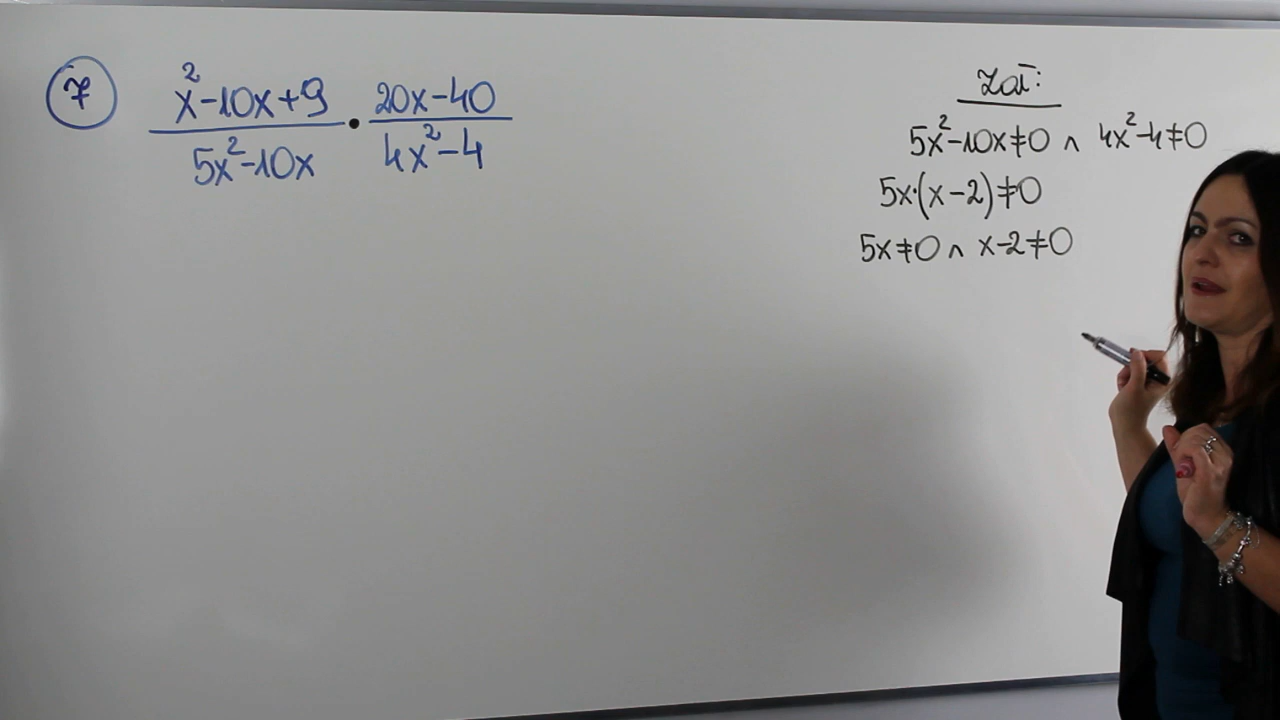 7
x²-10x+9 / 5x²-10x · 20x-40 / 4x²-4
Zał:
5x²-10x≠0 ∧ 4x²-4≠0
5x·(x-2)≠0
5x≠0 ∧ x-2≠0